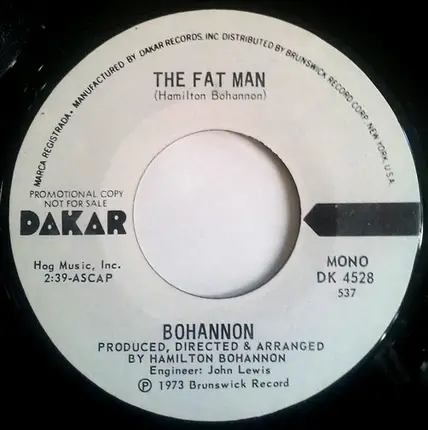 MARCA REGISTRADA • MANUFACTURED BY DAKAR RECORDS, INC DISTRIBUTED BY BRUNSWICK RECORD CORP. NEW YORK, U.S.A.
THE FAT MAN
(Hamilton Bohannon)
PROMOTIONAL COPY
NOT FOR SALE
DAKAR
Hog Music, Inc.
2:39-ASCAP
MONO
DK 4528
537
BOHANNON
PRODUCED, DIRECTED & ARRANGED
BY HAMILTON BOHANNON
Engineer: John Lewis
Ⓟ 1973 Brunswick Record